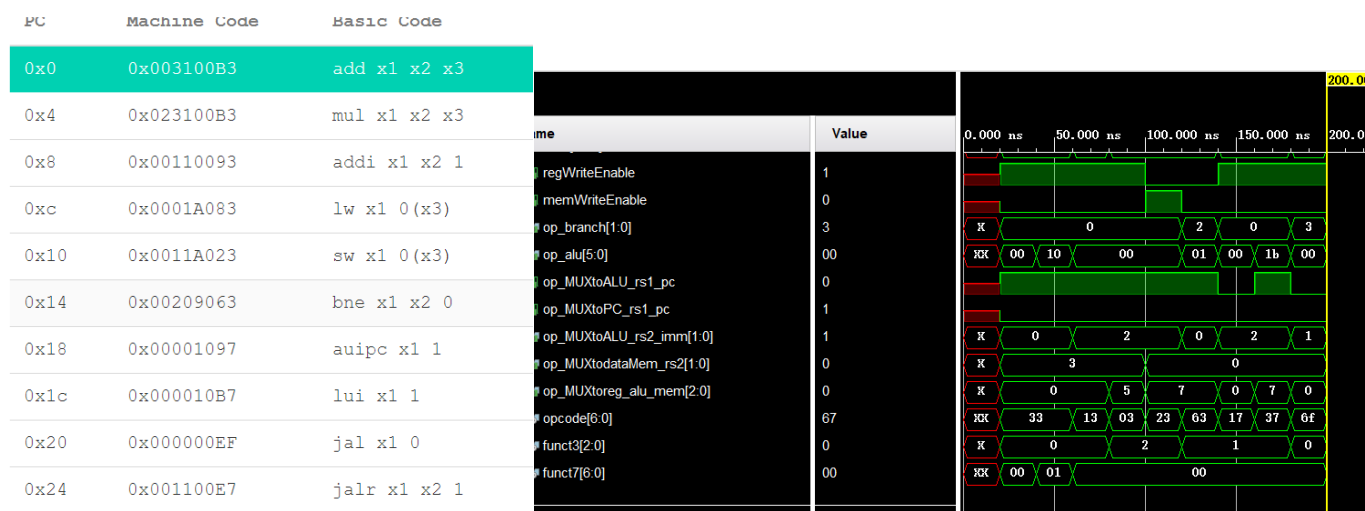 PC Machine Code Basic Code
0x0 0x003100B3 add x1 x2 x3
0x4 0x023100B3 mul x1 x2 x3
0x8 0x00110093 addi x1 x2 1
0xc 0x0001A083 lw x1 0(x3)
0x10 0x0011A023 sw x1 0(x3)
0x14 0x00209063 bne x1 x2 0
0x18 0x00001097 auipc x1 1
0x1c 0x000010B7 lui x1 1
0x20 0x000000EF jal x1 0
0x24 0x001100E7 jalr x1 x2 1
200.00
me Value 0.000 ns 50.000 ns 100.000 ns 150.000 ns 200.0
regWriteEnable 1
memWriteEnable 0
op_branch[1:0] 3 X 0 2 0 3
op_alu[5:0] 00 XX 00 10 00 01 00 1b 00
op_MUXtoALU_rs1_pc 0
op_MUXtoPC_rs1_pc 1
op_MUXtoALU_rs2_imm[1:0] 1 X 0 2 0 2 1
op_MUXtodataMem_rs2[1:0] 0 X 3 0
op_MUXtoreg_alu_mem[2:0] 0 X 0 5 7 0 7 0
opcode[6:0] 67 XX 33 13 03 23 63 17 37 6f
funct3[2:0] 0 X 0 2 1 0
funct7[6:0] 00 XX 00 01 00